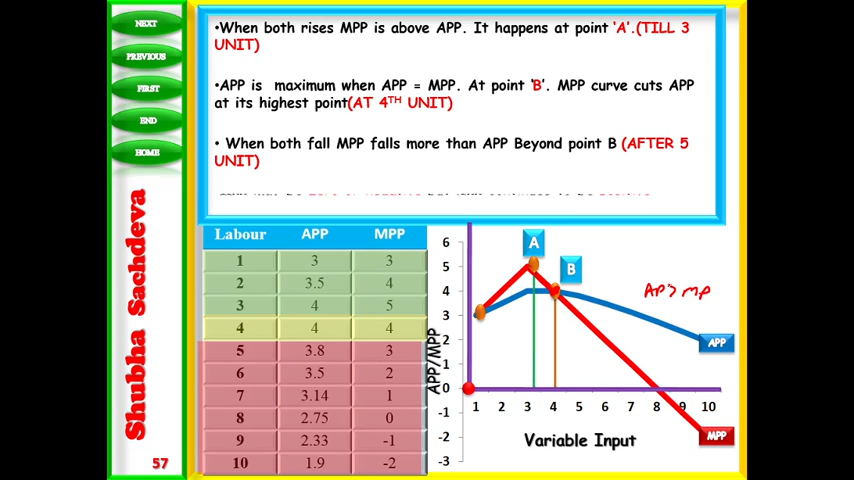 NEXT
PREVIOUS
FIRST
END
HOME
Shubha Sachdeva
57
•When both rises MPP is above APP. It happens at point 'A'.(TILL 3
UNIT)
•APP is maximum when APP = MPP. At point 'B'. MPP curve cuts APP
at its highest point(AT 4TH UNIT)
• When both fall MPP falls more than APP Beyond point B (AFTER 5
UNIT)
Labour APP MPP
1 3 3
2 3.5 4
3 4 5
4 4 4
5 3.8 3
6 3.5 2
7 3.14 1
8 2.75 0
9 2.33 -1
10 1.9 -2
APP/MPP
6
5
4
3
2
1
0
-1
-2
-3
A
B
AP > MP
APP
1 2 3 4 5 6 7 8 9 10
MPP
Variable Input